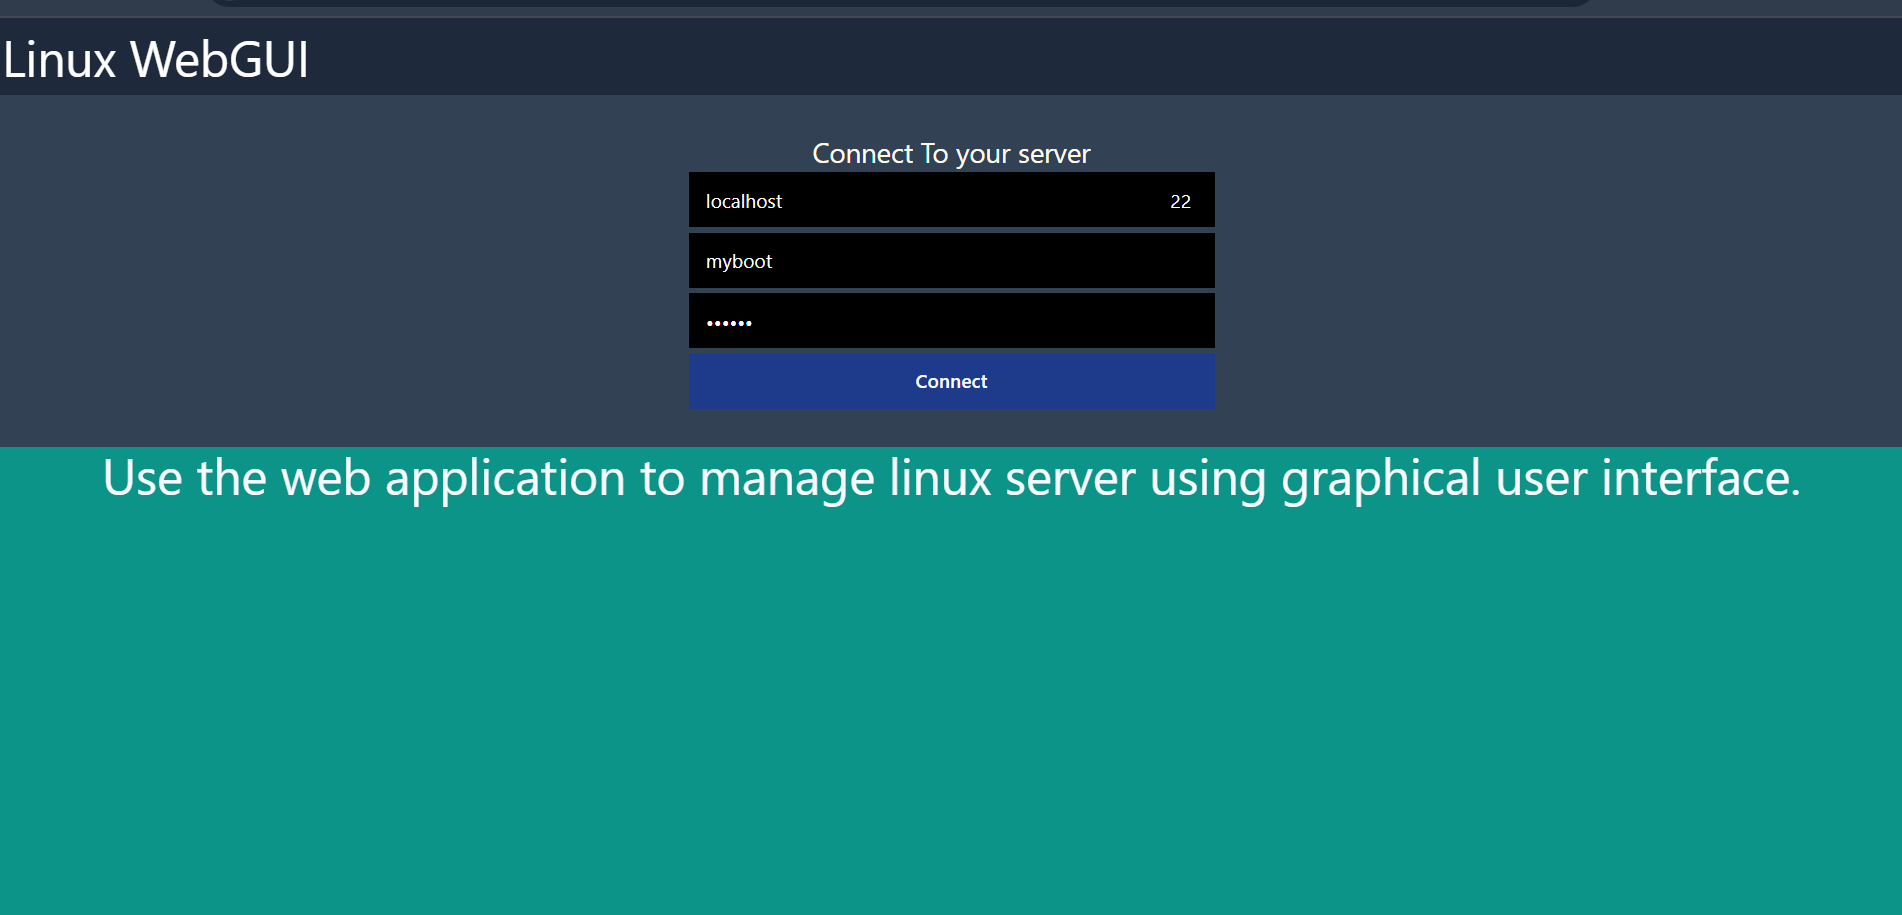 Linux WebGUI
Connect To your server
localhost 22
myboot
••••••
Connect
Use the web application to manage linux server using graphical user interface.